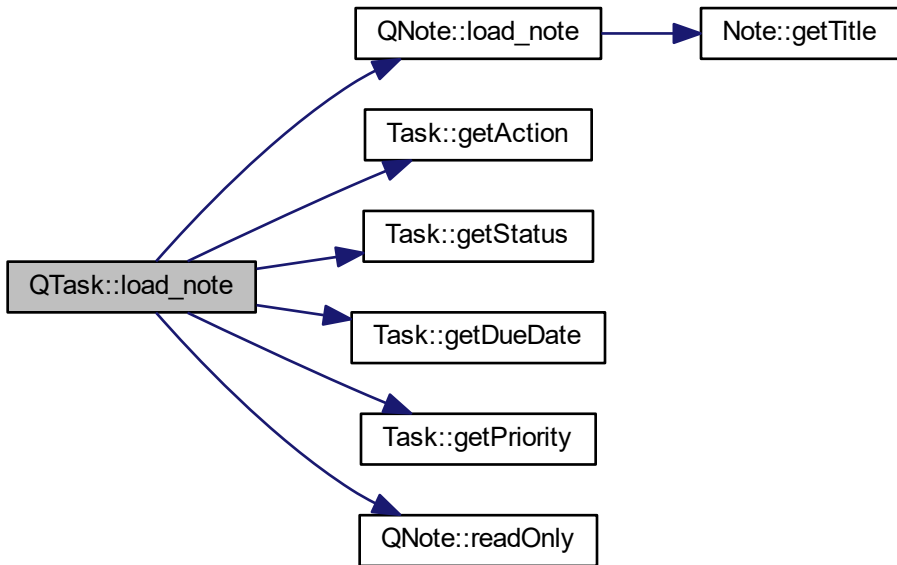 QNote::load_note
Note::getTitle
Task::getAction
Task::getStatus
QTask::load_note
Task::getDueDate
Task::getPriority
QNote::readOnly